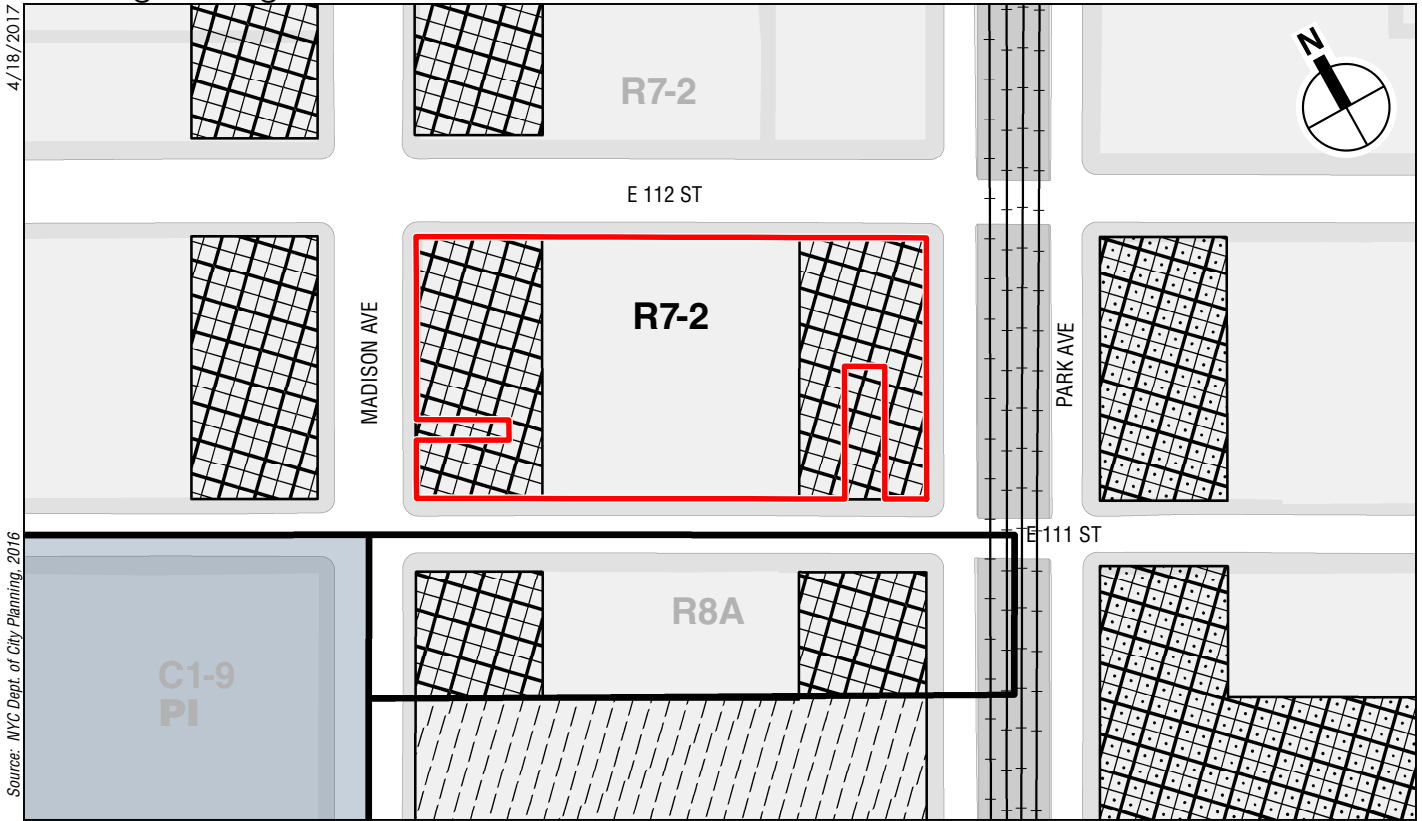 4/18/2017
R7-2
N
E 112 ST
R7-2
MADISON AVE
PARK AVE
E 111 ST
R8A
C1-9
PI
Source: NYC Dept. of City Planning, 2016